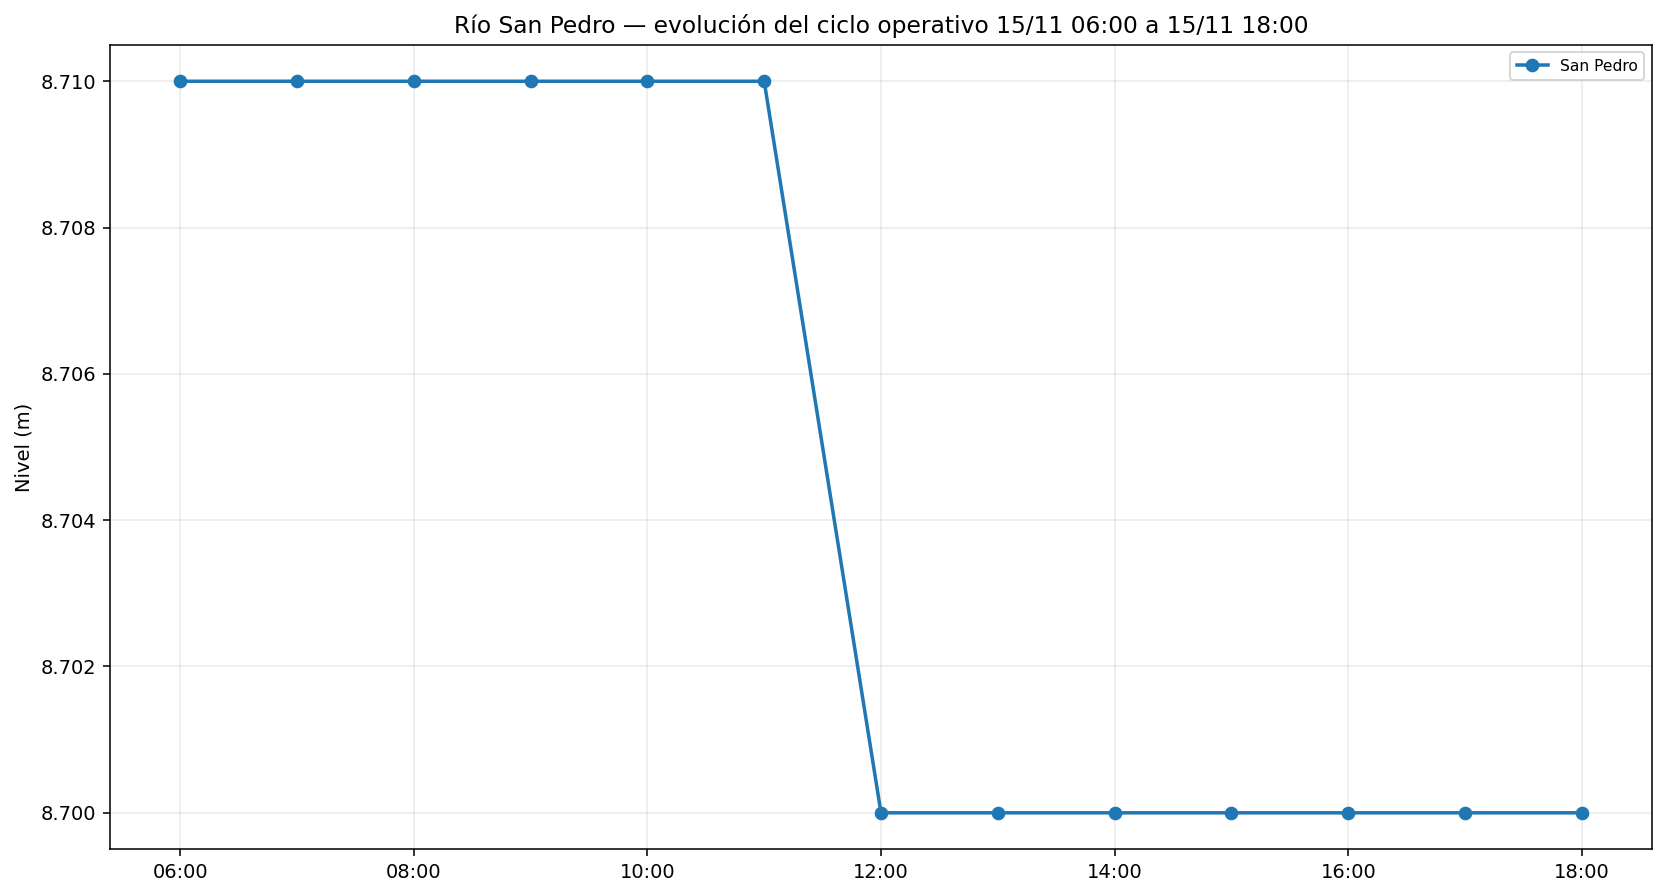 Río San Pedro — evolución del ciclo operativo 15/11 06:00 a 15/11 18:00
San Pedro
8.710
8.708
8.706
8.704
8.702
8.700
Nivel (m)
06:00 08:00 10:00 12:00 14:00 16:00 18:00